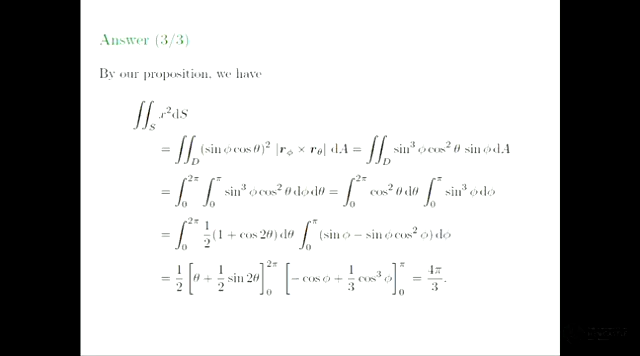 Answer (3/3)
By our proposition, we have
∬_S x² dS
= ∬_D (sin ϕ cos θ)² |r_ϕ × r_θ| dA = ∬_D sin³ ϕ cos² θ sin ϕ dA
= ∫_0^{2π} ∫_0^π sin³ ϕ cos² θ dϕ dθ = ∫_0^{2π} cos² θ dθ ∫_0^π sin³ ϕ dϕ
= ∫_0^{2π} 1/2 (1 + cos 2θ) dθ ∫_0^π (sin ϕ − sin ϕ cos² ϕ) dϕ
= 1/2 [θ + 1/2 sin 2θ]_0^{2π} [− cos ϕ + 1/3 cos³ ϕ]_0^π = 4π/3.